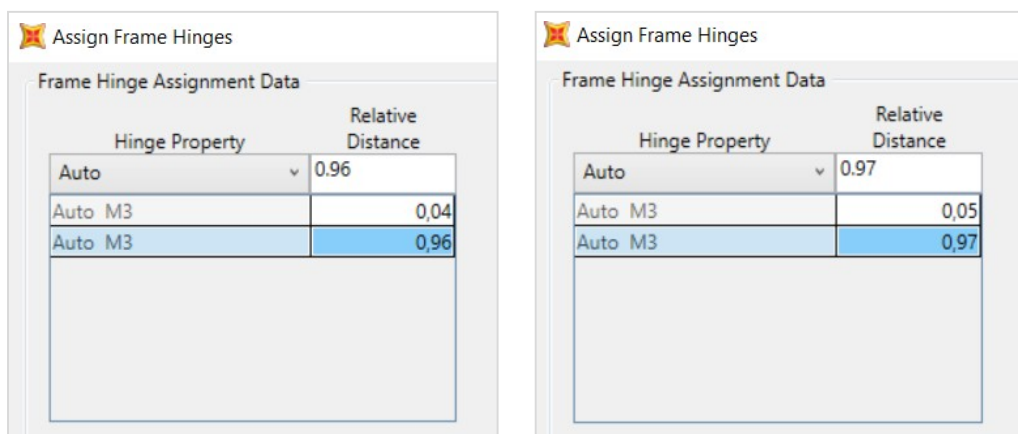 Assign Frame Hinges
Frame Hinge Assignment Data
Relative
Hinge Property Distance
Auto 0.96
Auto M3 0,04
Auto M3 0,96
Assign Frame Hinges
Frame Hinge Assignment Data
Relative
Hinge Property Distance
Auto 0.97
Auto M3 0,05
Auto M3 0,97